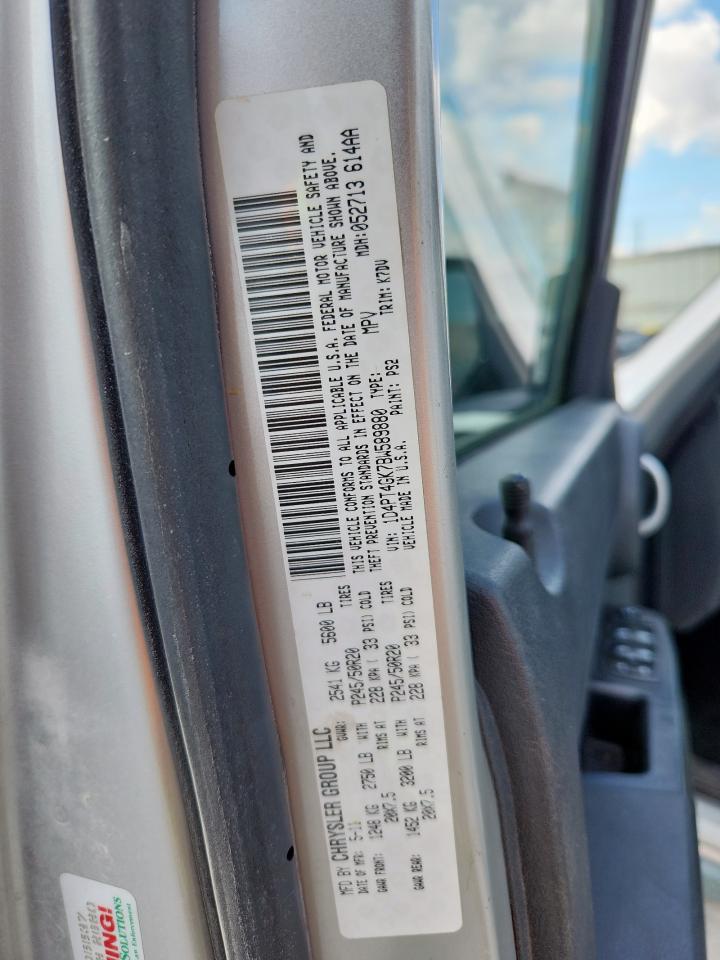 MFD BY CHRYSLER GROUP LLC
DATE OF MFR: 5-11 GVWR: 2541 KG 5600 LB
GAWR FRONT: 1248 KG 2750 LB WITH P245/50R20 TIRES
20X7.5 RIMS AT 228 KPA ( 33 PSI) COLD
GAWR REAR: 1452 KG 3200 LB WITH P245/50R20 TIRES
20X7.5 RIMS AT 228 KPA ( 33 PSI) COLD
THIS VEHICLE CONFORMS TO ALL APPLICABLE U.S.A. FEDERAL MOTOR VEHICLE SAFETY AND
THEFT PREVENTION STANDARDS IN EFFECT ON THE DATE OF MANUFACTURE SHOWN ABOVE.
VIN: 1D4PT4GK7BW589880 TYPE: MPV MDH:052713 614AA
VEHICLE MADE IN U.S.A. PAINT: PS2 TRIM: K7DV
SOLUTIONS
Enforcement